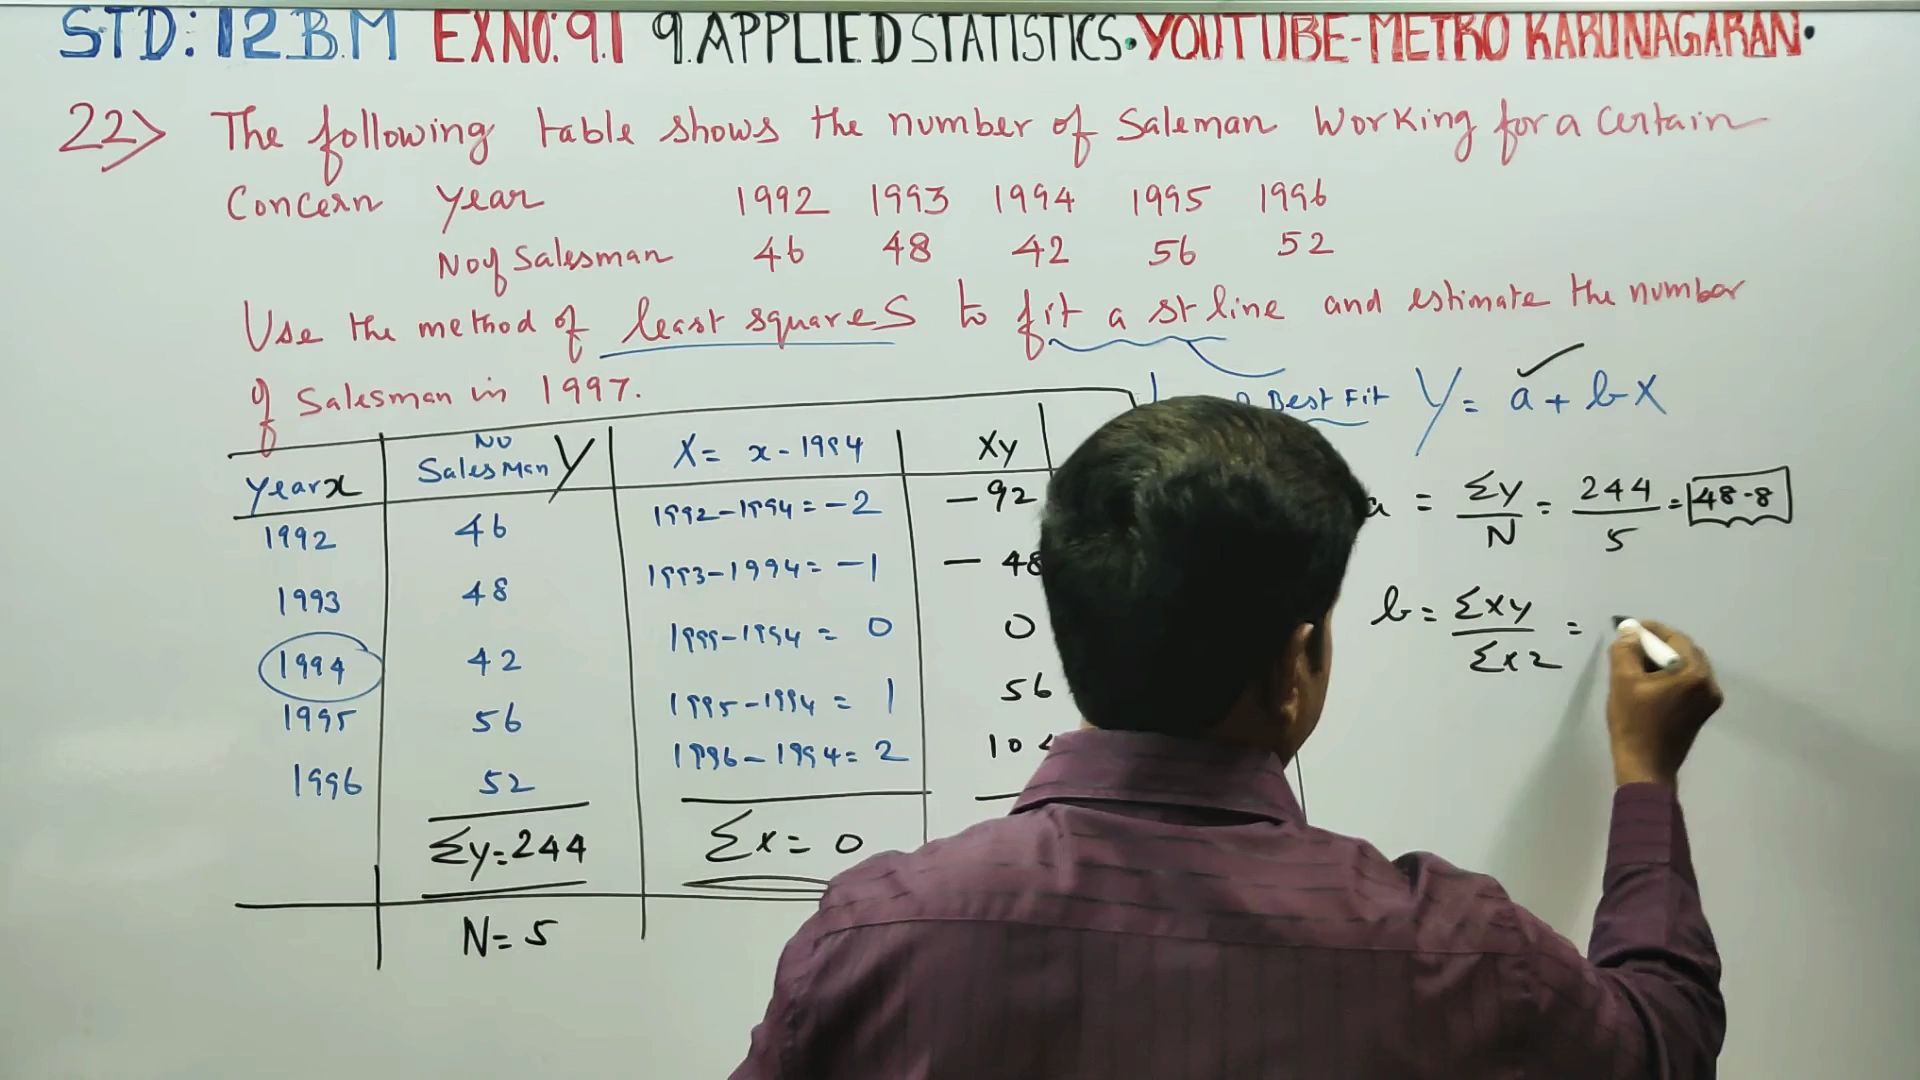 STD: 12 B.M EX NO: 9.1 9. APPLIED STATISTICS. YOUTUBE-METRO KARUNAGARAN.
22> The following table shows the number of Saleman Working for a Certain
Concern Year 1992 1993 1994 1995 1996
No of Salesman 46 48 42 56 52
Use the method of least squares to fit a st line and estimate the number
of Salesman in 1997.
Best Fit Y = a + bX
Year x No Sales Man Y X = x - 1994 Xy
1992 46 1992-1994 = -2 -92
1993 48 1993-1994 = -1 -48
1994 42 1994-1994 = 0 0
1995 56 1995-1994 = 1 56
1996 52 1996-1994 = 2 10
Σy = 244 Σx = 0
N = 5
a = Σy/N = 244/5 = 48.8
b = ΣXy/Σx2 =